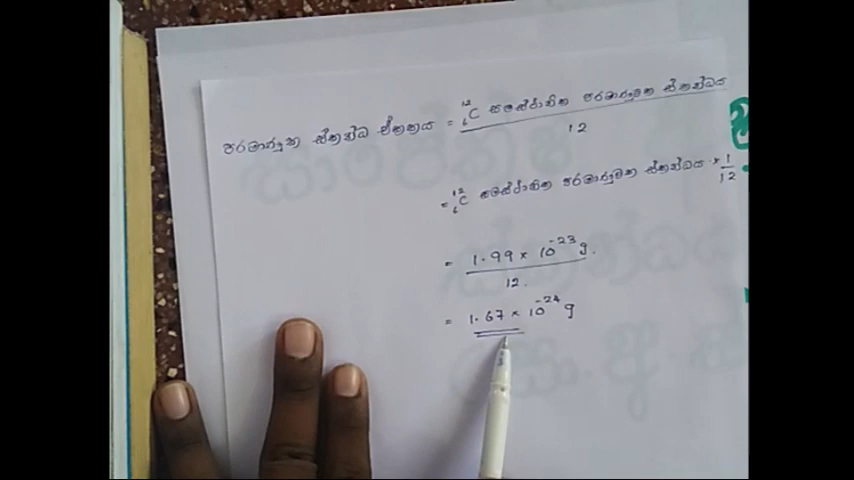 පරමාණුක ස්කන්ධ ඒකකය = ¹²₆C සමස්ථානික පරමාණුවක ස්කන්ධය
12
= ¹²₆C සමස්ථානික පරමාණුවක ස්කන්ධය × 1/12
= 1.99 × 10⁻²³ g.
12.
= 1.67 × 10⁻²⁴ g